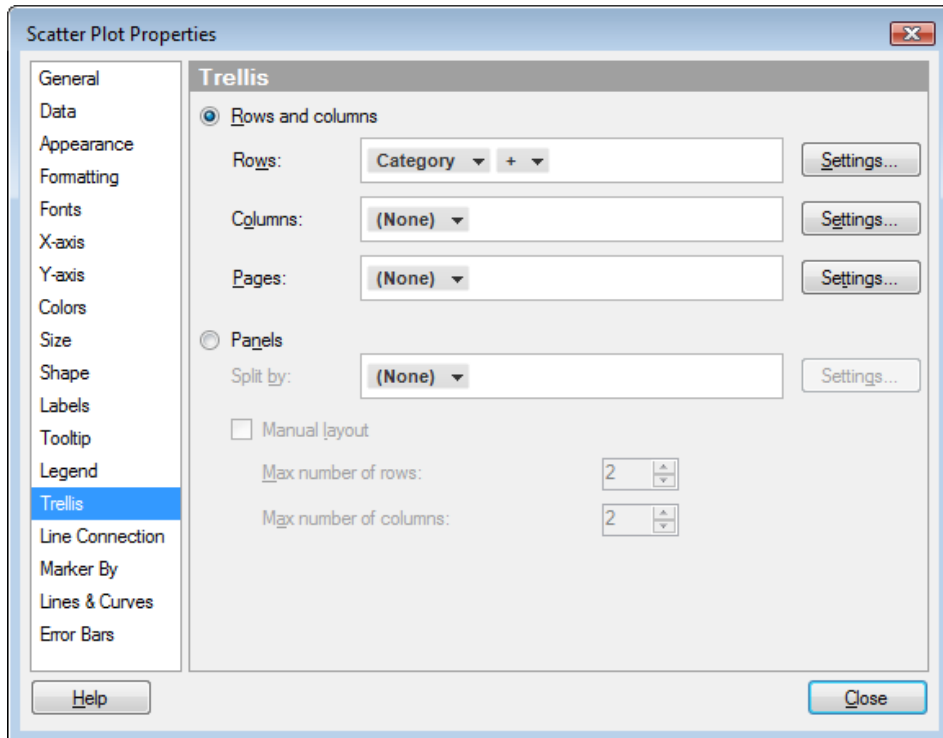 Scatter Plot Properties
General
Data
Appearance
Formatting
Fonts
X-axis
Y-axis
Colors
Size
Shape
Labels
Tooltip
Legend
Trellis
Line Connection
Marker By
Lines & Curves
Error Bars
Trellis
Rows and columns
Rows: Category + Settings...
Columns: (None) Settings...
Pages: (None) Settings...
Panels
Split by: (None) Settings...
Manual layout
Max number of rows: 2
Max number of columns: 2
Help Close